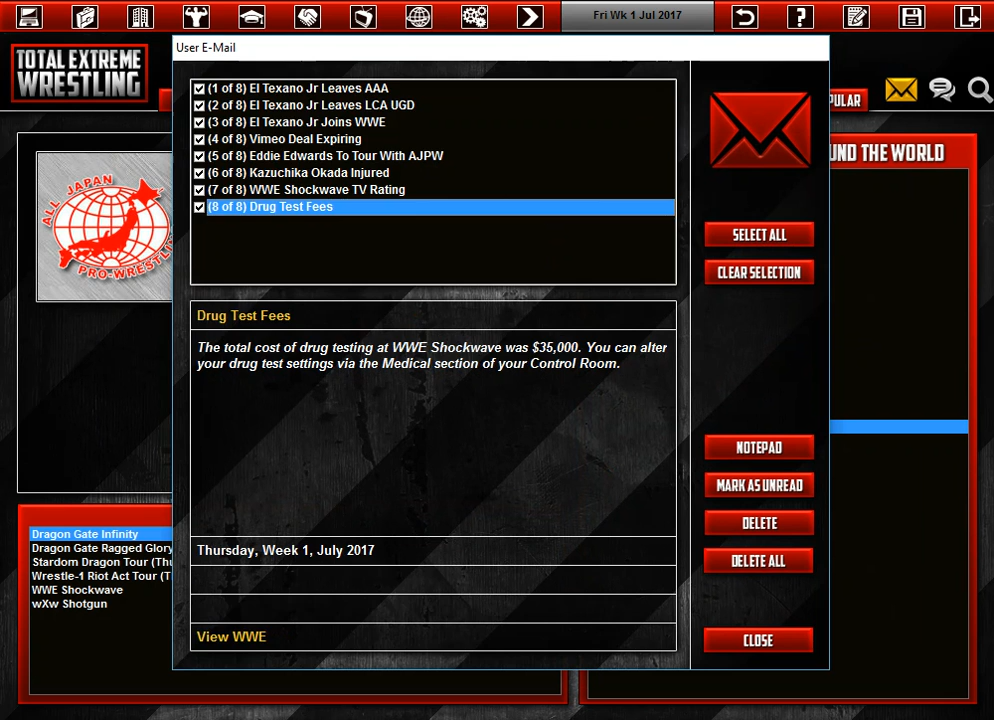 Fri Wk 1 Jul 2017
User E-Mail
TOTAL EXTREME
WRESTLING
(1 of 8) El Texano Jr Leaves AAA
(2 of 8) El Texano Jr Leaves LCA UGD
(3 of 8) El Texano Jr Joins WWE
(4 of 8) Vimeo Deal Expiring
(5 of 8) Eddie Edwards To Tour With AJPW
(6 of 8) Kazuchika Okada Injured
(7 of 8) WWE Shockwave TV Rating
(8 of 8) Drug Test Fees
PULAR
UND THE WORLD
ALL JAPAN
PRO-WRESTLIN
SELECT ALL
CLEAR SELECTION
Drug Test Fees
The total cost of drug testing at WWE Shockwave was $35,000. You can alter
your drug test settings via the Medical section of your Control Room.
NOTEPAD
MARK AS UNREAD
DELETE
DELETE ALL
Dragon Gate Infinity
Dragon Gate Ragged Glory
Stardom Dragon Tour (Thu
Wrestle-1 Riot Act Tour (T
WWE Shockwave
wXw Shotgun
Thursday, Week 1, July 2017
View WWE
CLOSE